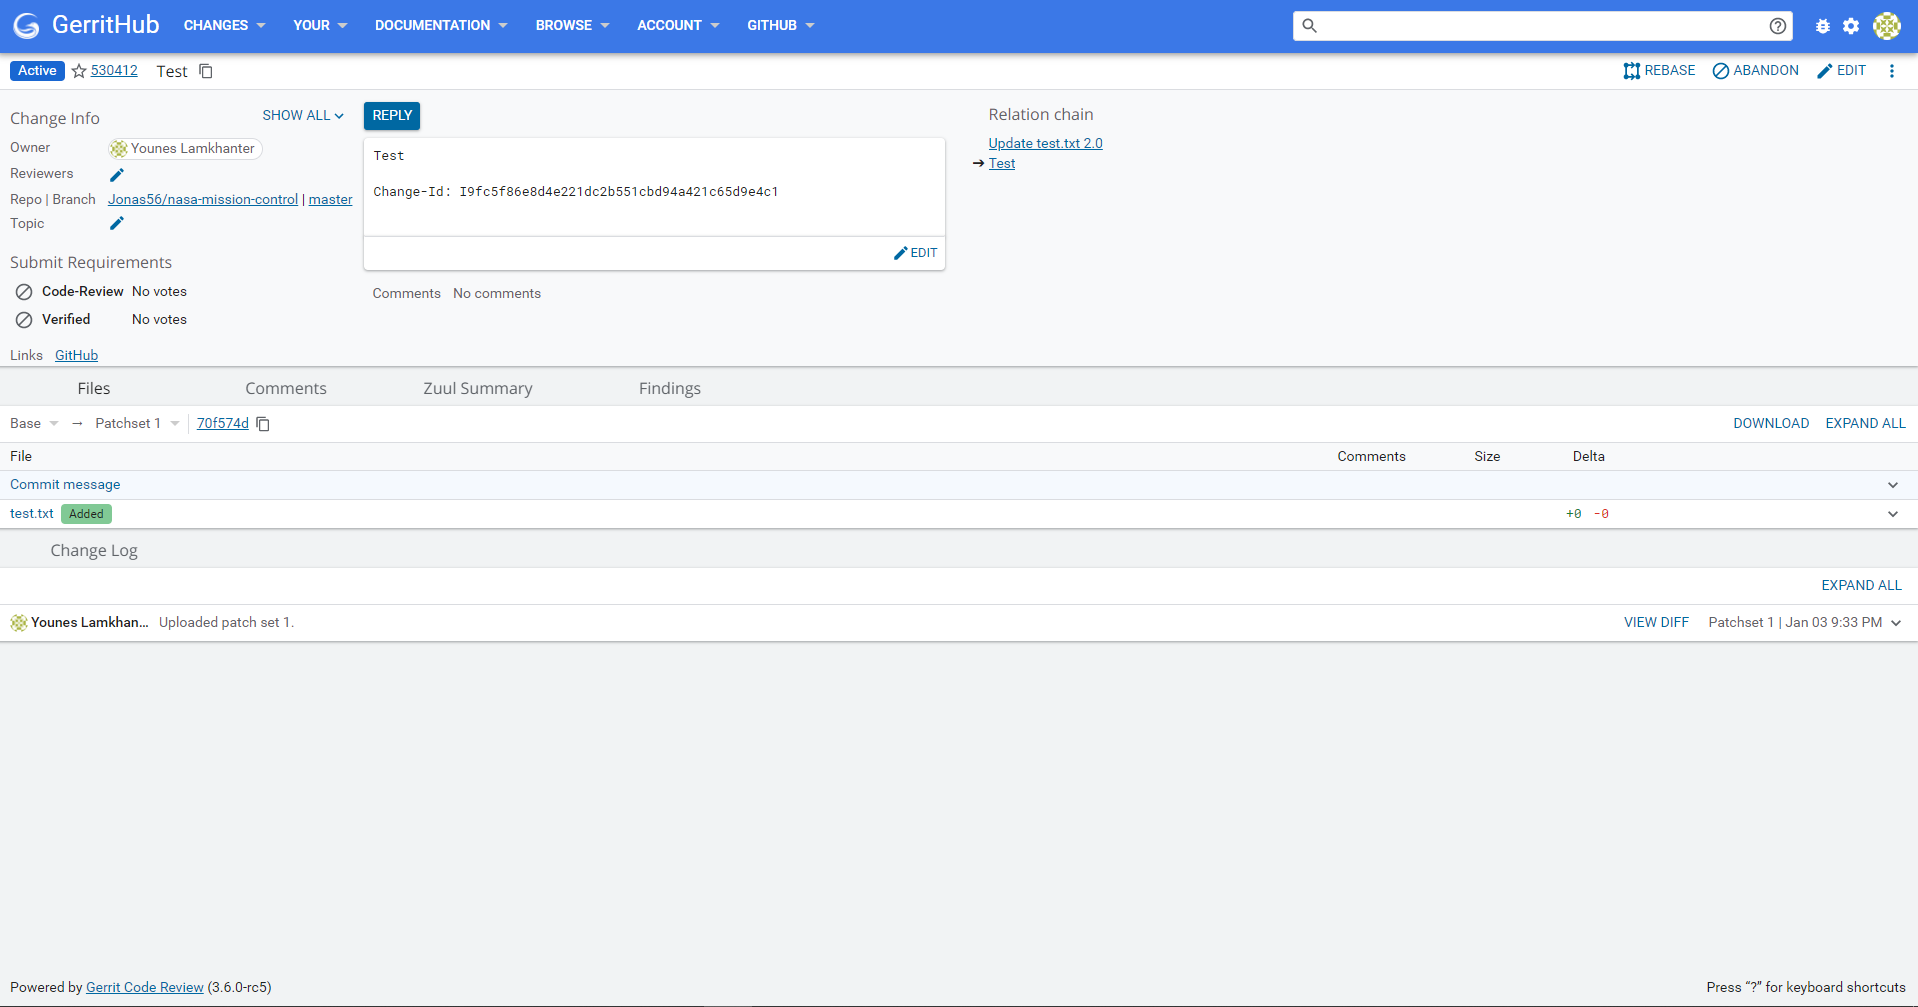 GerritHub CHANGES YOUR DOCUMENTATION BROWSE ACCOUNT GITHUB
Active 530412 Test REBASE ABANDON EDIT
Change Info SHOW ALL
Owner Younes Lamkhanter
Reviewers
Repo | Branch Jonas56/nasa-mission-control | master
Topic
Submit Requirements
Code-Review No votes
Verified No votes
Links GitHub
REPLY
Test
Change-Id: I9fc5f86e8d4e221dc2b551cbd94a421c65d9e4c1
EDIT
Comments No comments
Relation chain
Update test.txt 2.0
→ Test
Files Comments Zuul Summary Findings
Base → Patchset 1 70f574d DOWNLOAD EXPAND ALL
File Comments Size Delta
Commit message
test.txt Added +0 -0
Change Log
EXPAND ALL
Younes Lamkhan... Uploaded patch set 1. VIEW DIFF Patchset 1 | Jan 03 9:33 PM
Powered by Gerrit Code Review (3.6.0-rc5) Press “?” for keyboard shortcuts